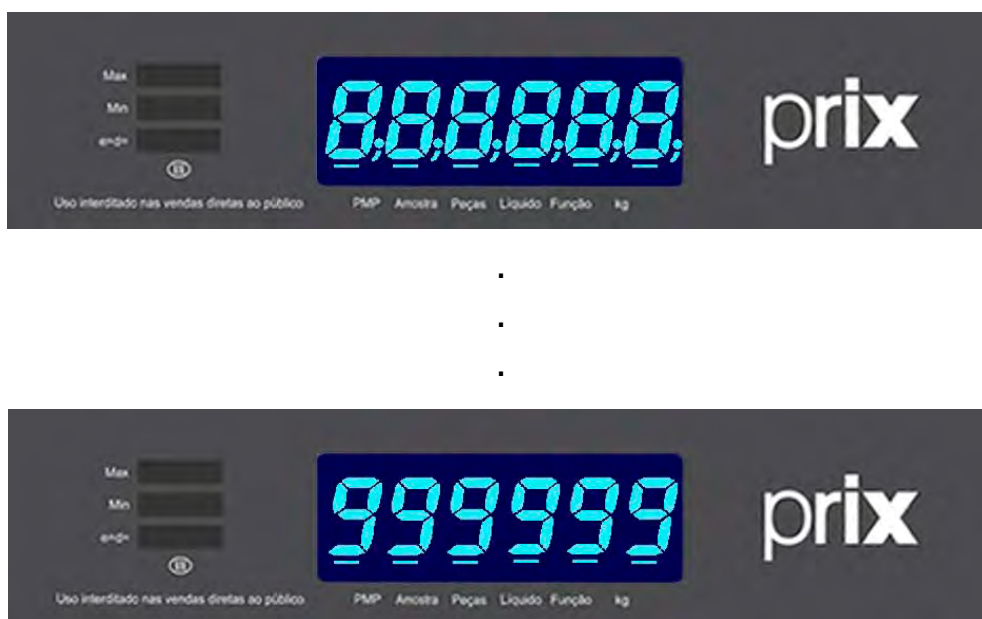 Max
8.;8.;8.;8.;8.;8.;
prix
Min
e=d=
Uso interditado nas vendas diretas ao público
PMP Amostra Peças Líquido Função kg
.
.
.
Max
999999
prix
Min
e=d=
Uso interditado nas vendas diretas ao público
PMP Amostra Peças Líquido Função kg